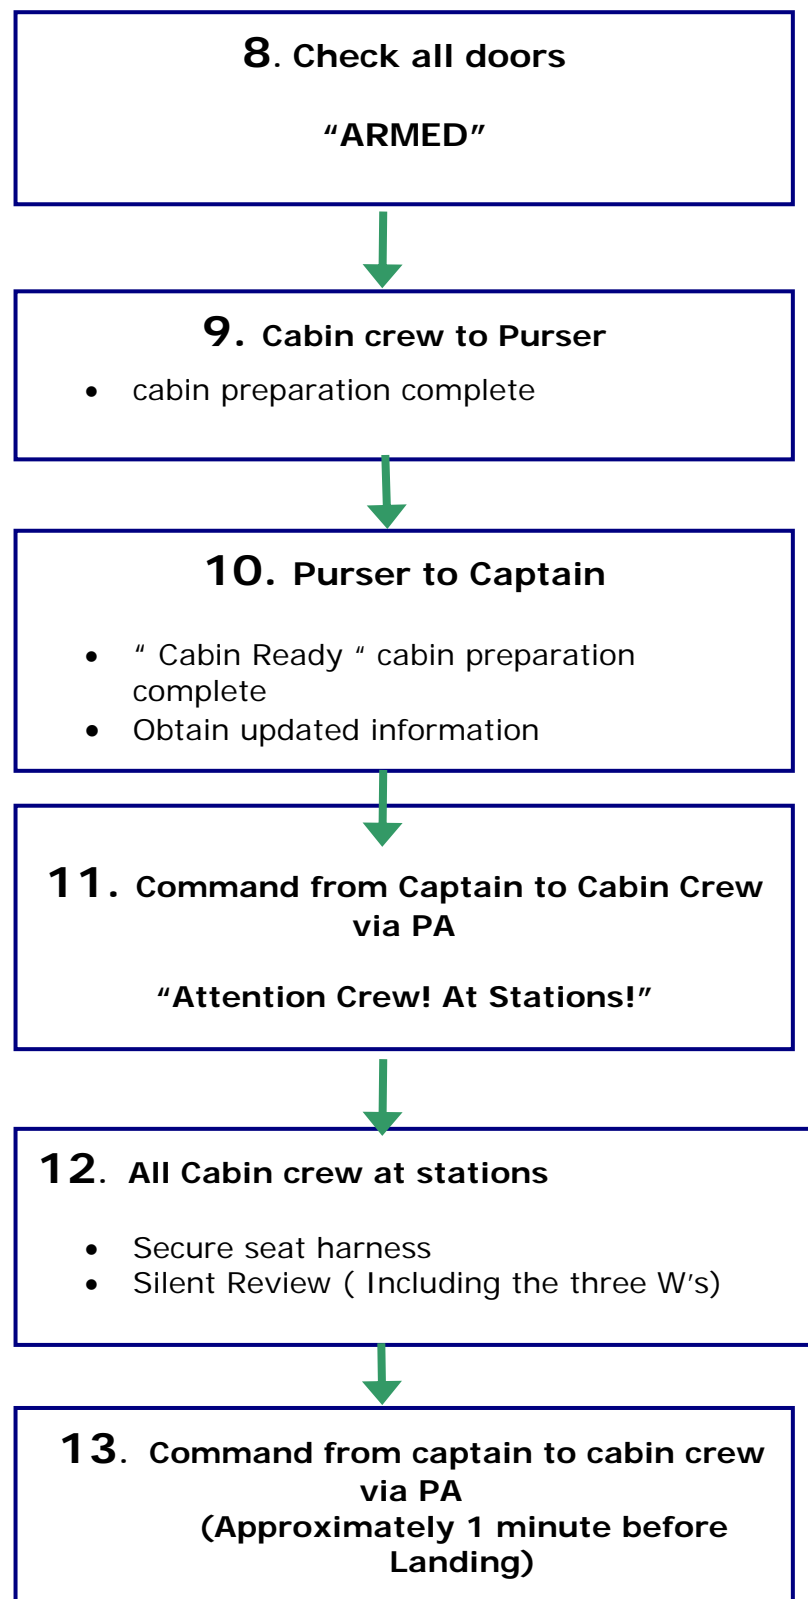 8. Check all doors
“ARMED”
9. Cabin crew to Purser
• cabin preparation complete
10. Purser to Captain
• “ Cabin Ready “ cabin preparation
complete
• Obtain updated information
11. Command from Captain to Cabin Crew
via PA
“Attention Crew! At Stations!”
12. All Cabin crew at stations
• Secure seat harness
• Silent Review ( Including the three W’s)
13. Command from captain to cabin crew
via PA
(Approximately 1 minute before
Landing)